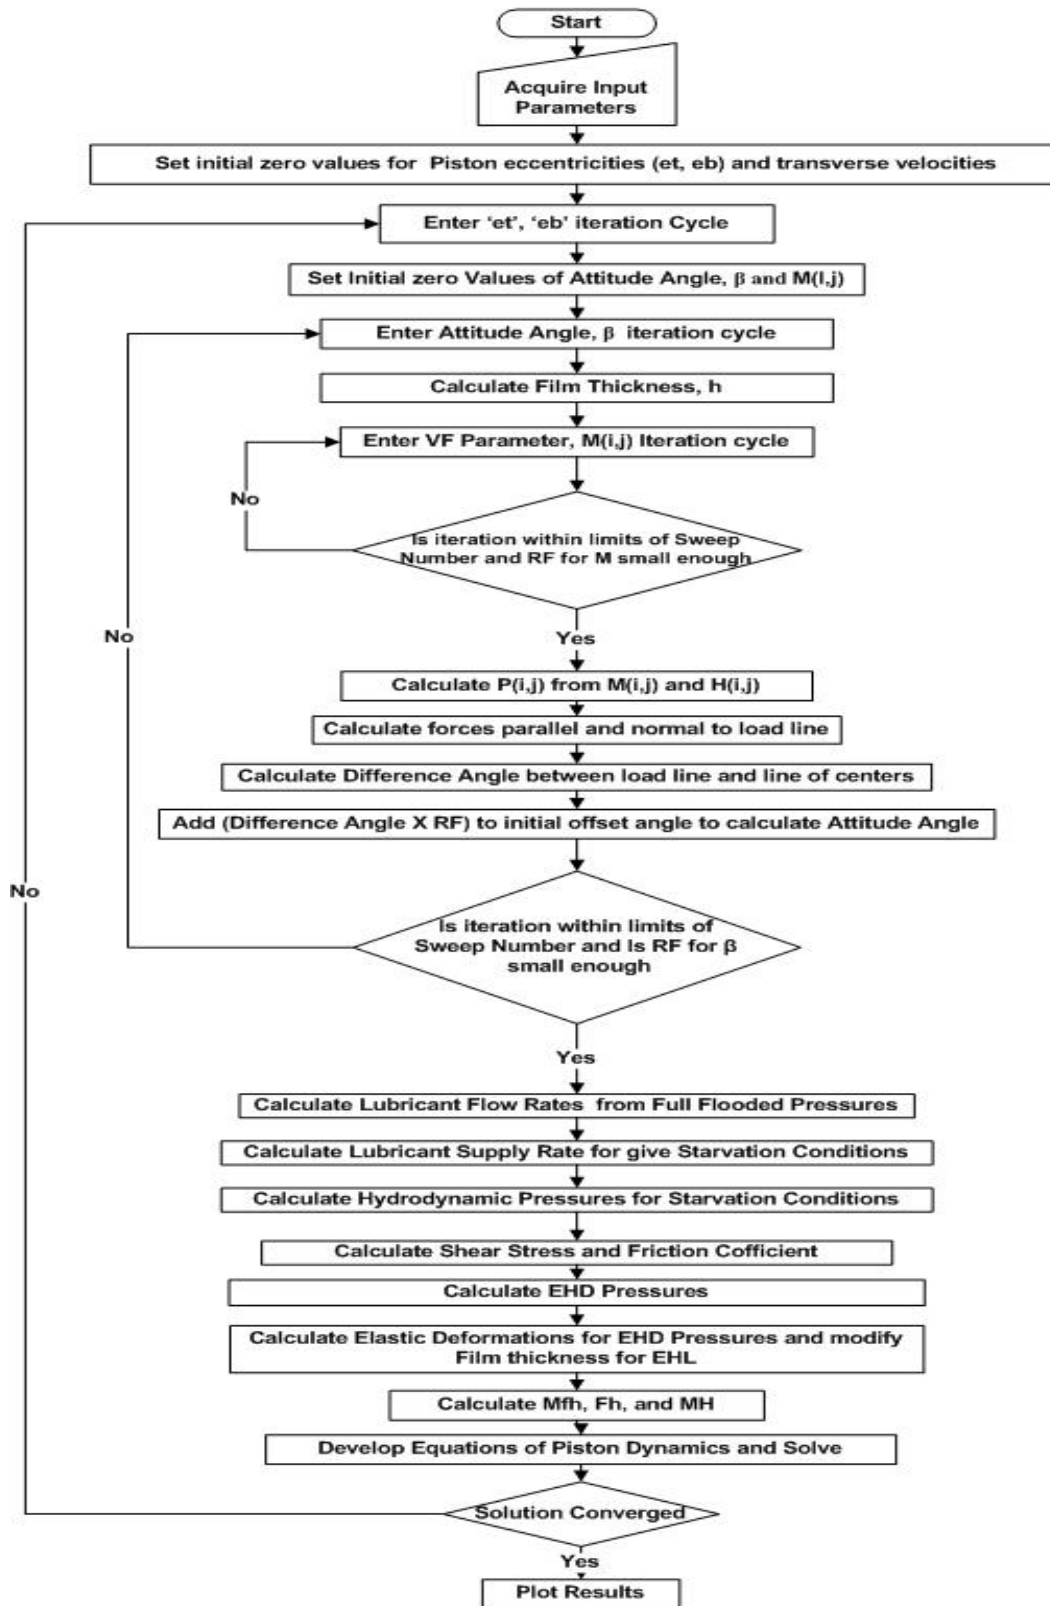 Start
Acquire Input
Parameters
Set initial zero values for Piston eccentricities (et, eb) and transverse velocities
Enter ‘et’, ‘eb’ iteration Cycle
Set Initial zero Values of Attitude Angle, β and M(I,j)
Enter Attitude Angle, β iteration cycle
Calculate Film Thickness, h
Enter VF Parameter, M(i,j) Iteration cycle
No
Is iteration within limits of Sweep
Number and RF for M small enough
No
Yes
Calculate P(i,j) from M(i,j) and H(i,j)
Calculate forces parallel and normal to load line
Calculate Difference Angle between load line and line of centers
Add (Difference Angle X RF) to initial offset angle to calculate Attitude Angle
No
Is iteration within limits of
Sweep Number and Is RF for β
small enough
Yes
Calculate Lubricant Flow Rates from Full Flooded Pressures
Calculate Lubricant Supply Rate for give Starvation Conditions
Calculate Hydrodynamic Pressures for Starvation Conditions
Calculate Shear Stress and Friction Cofficient
Calculate EHD Pressures
Calculate Elastic Deformations for EHD Pressures and modify
Film thickness for EHL
Calculate Mfh, Fh, and MH
Develop Equations of Piston Dynamics and Solve
Solution Converged
Yes
Plot Results